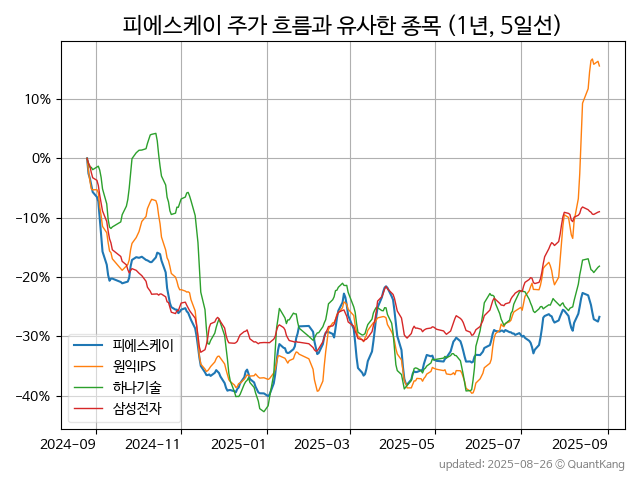 피에스케이 주가 흐름과 유사한 종목 (1년, 5일선)
10%
0%
−10%
−20%
−30%
−40%
피에스케이
원익IPS
하나기술
삼성전자
2024−09
2024−11
2025−01
2025−03
2025−05
2025−07
2025−09
updated: 2025-08-26 © QuantKang